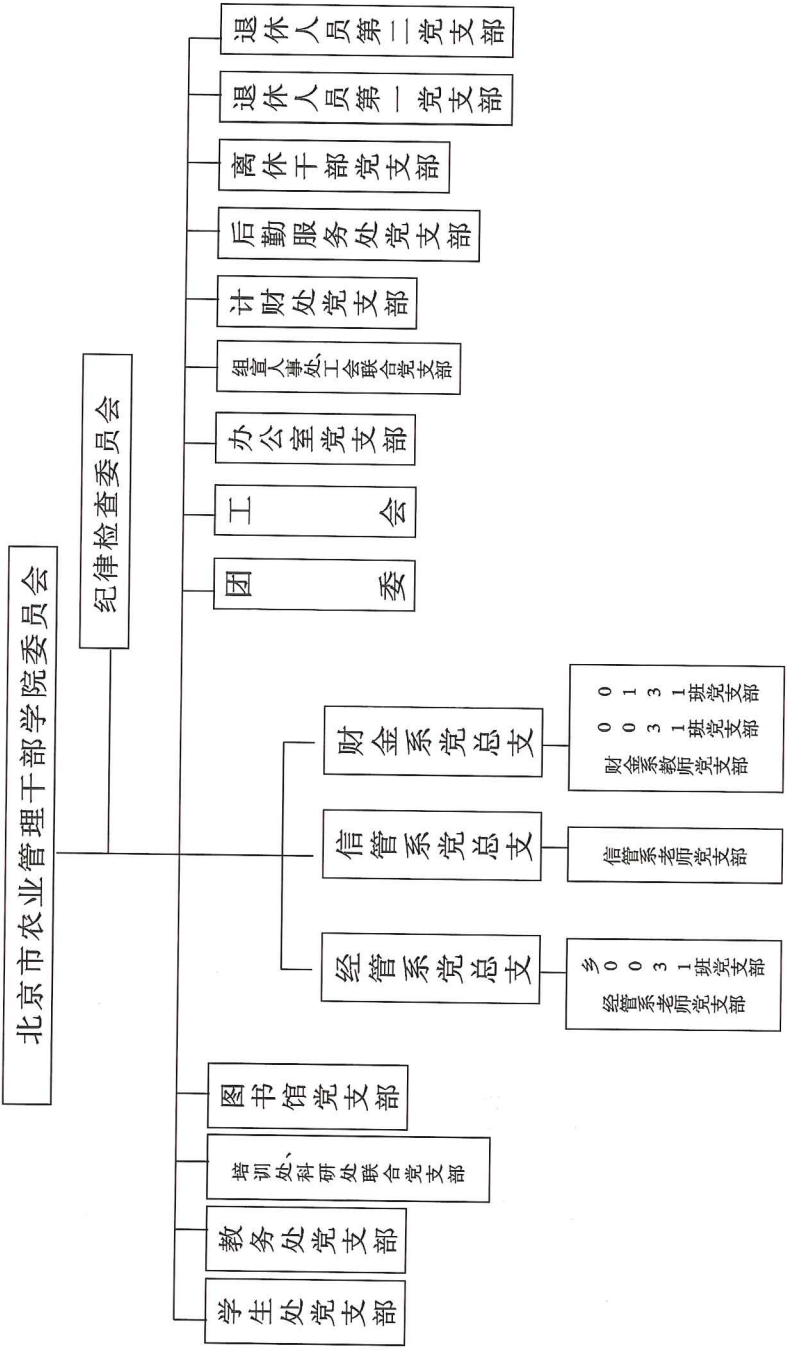 北京市农业管理干部学院委员会
纪律检查委员会
学生处党支部
教务处党支部
培训处、科研处联合党支部
图书馆党支部
经管系党总支
信管系党总支
财金系党总支
团委
工会
办公室党支部
组宣人事处、工会联合党支部
计财处党支部
后勤服务处党支部
离休干部党支部
退休人员第一党支部
退休人员第二党支部
经管系老师党支部
乡0031班党支部
信管系老师党支部
财金系教师党支部
0031班党支部
0131班党支部